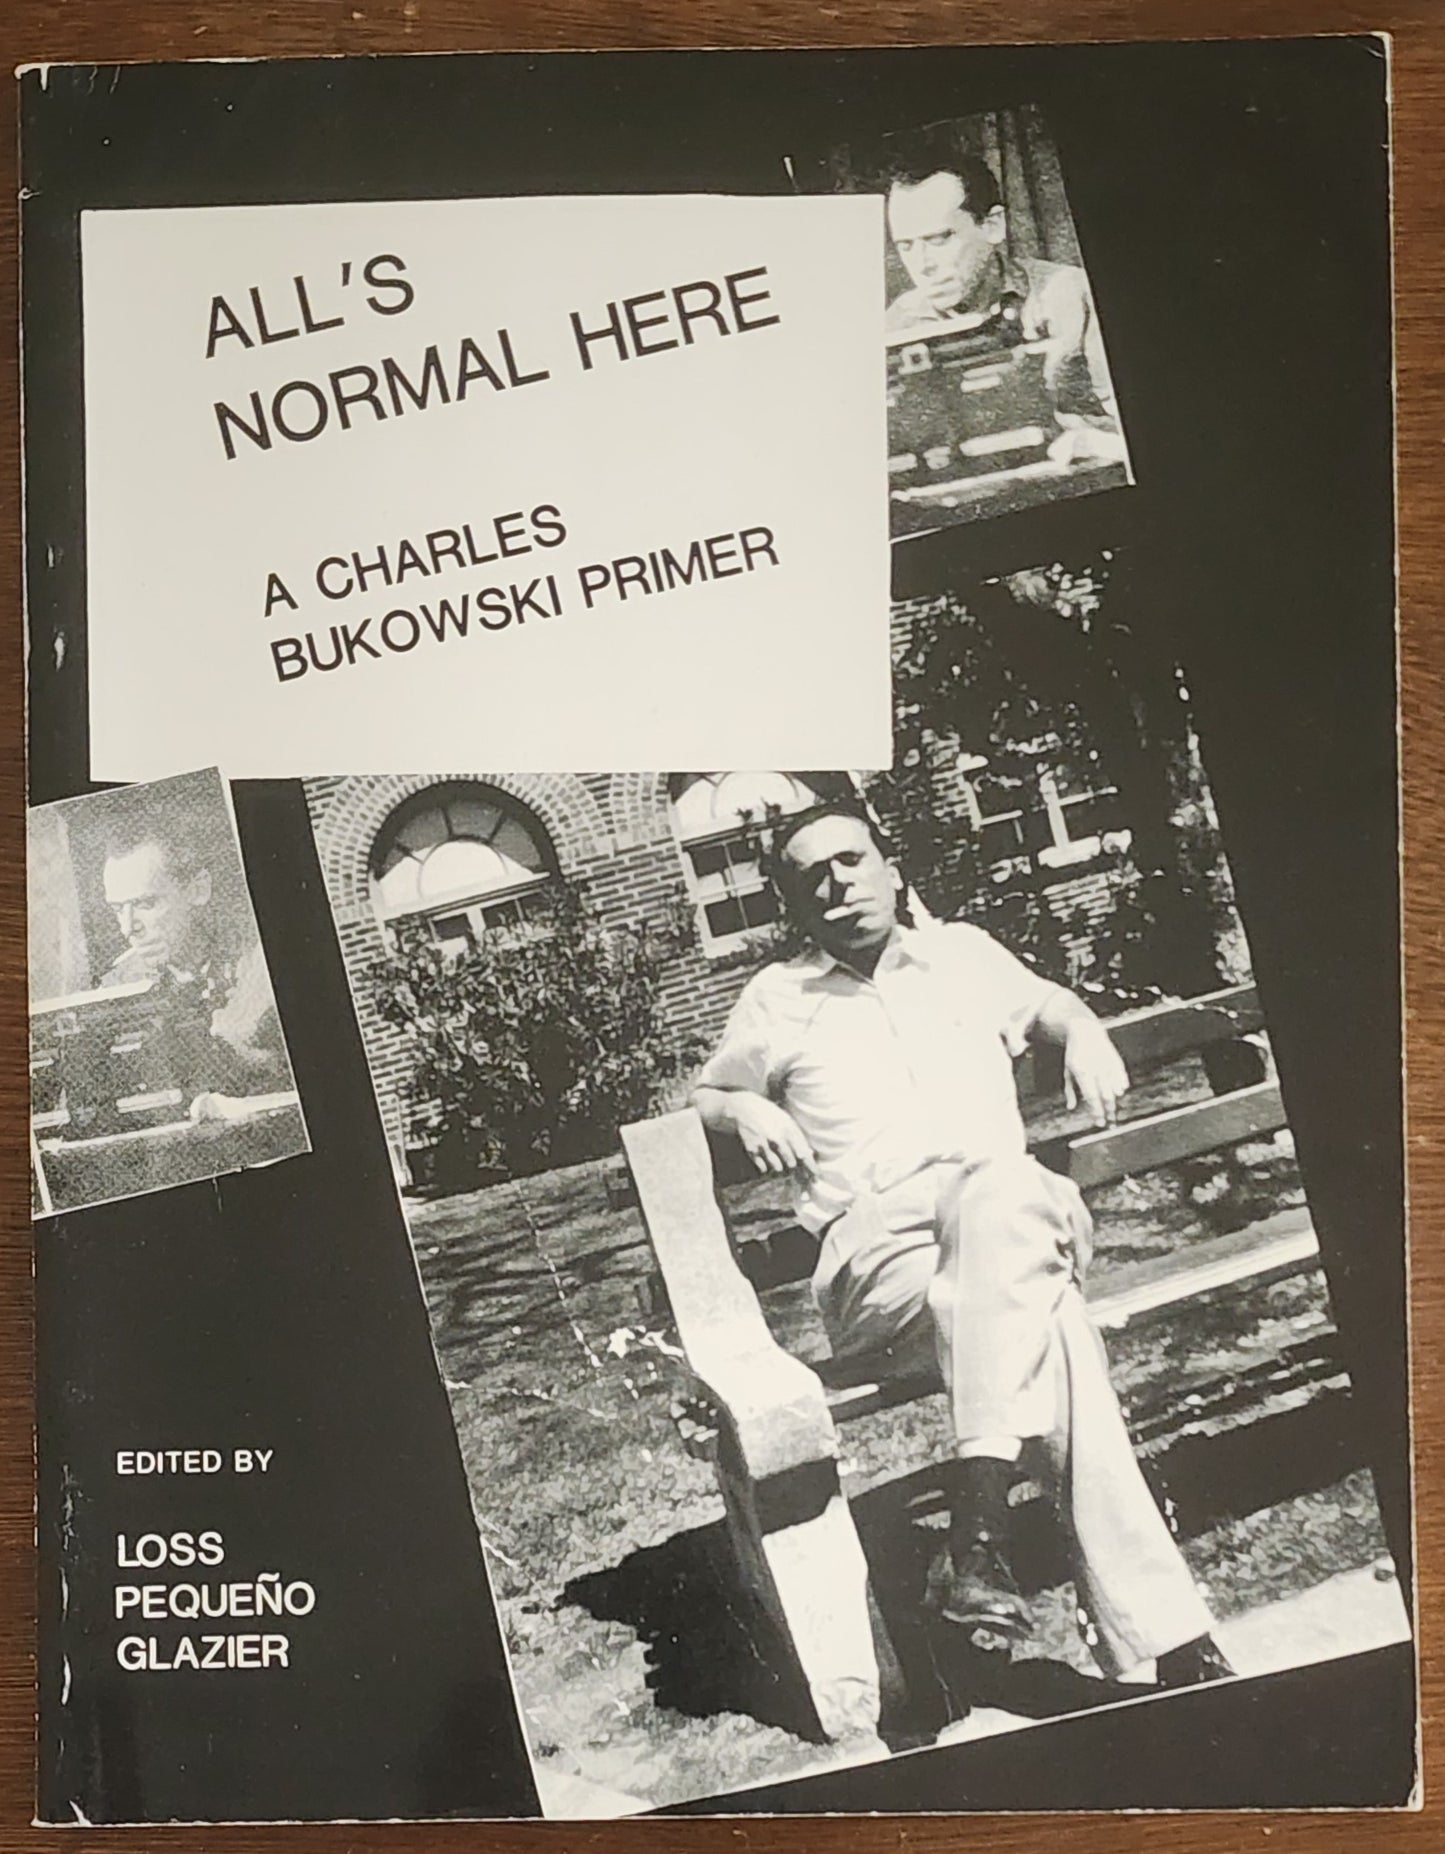 ALL'S
NORMAL HERE
A CHARLES
BUKOWSKI PRIMER
EDITED BY
LOSS
PEQUEÑO
GLAZIER